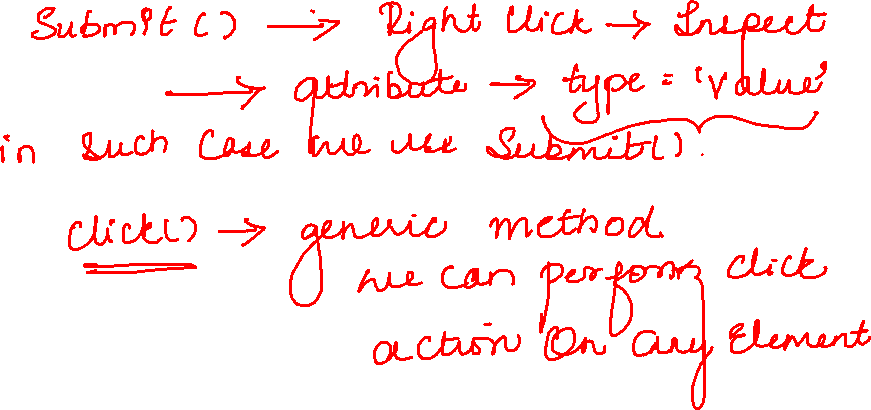 Submit () → Right Click → Inspect
→ attribute → type = 'Value'
in such Case we use Submit().
click() → generic method
we can perform click
action On any Element